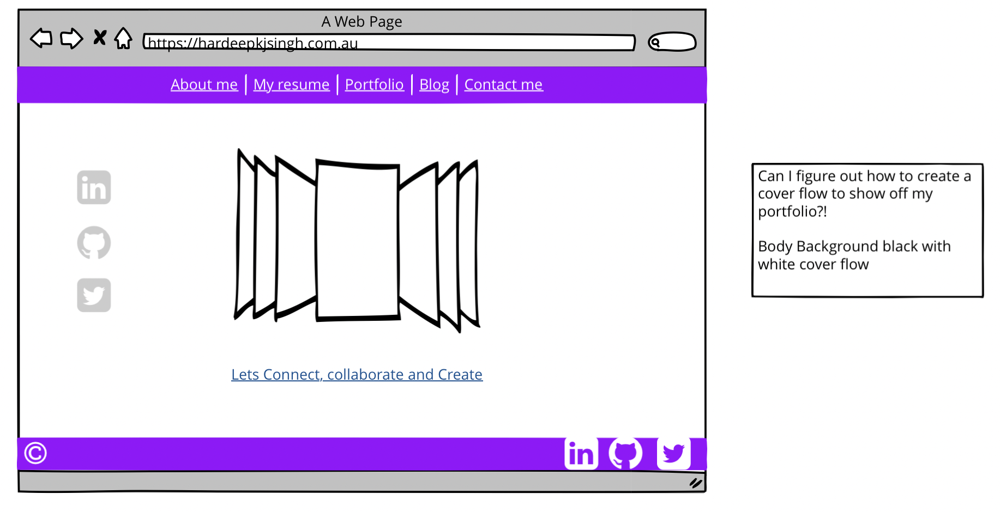 A Web Page
https://hardeepkjsingh.com.au
About me | My resume | Portfolio | Blog | Contact me
in
Can I figure out how to create a
cover flow to show off my
portfolio?!
Body Background black with
white cover flow
Lets Connect, collaborate and Create
©
in